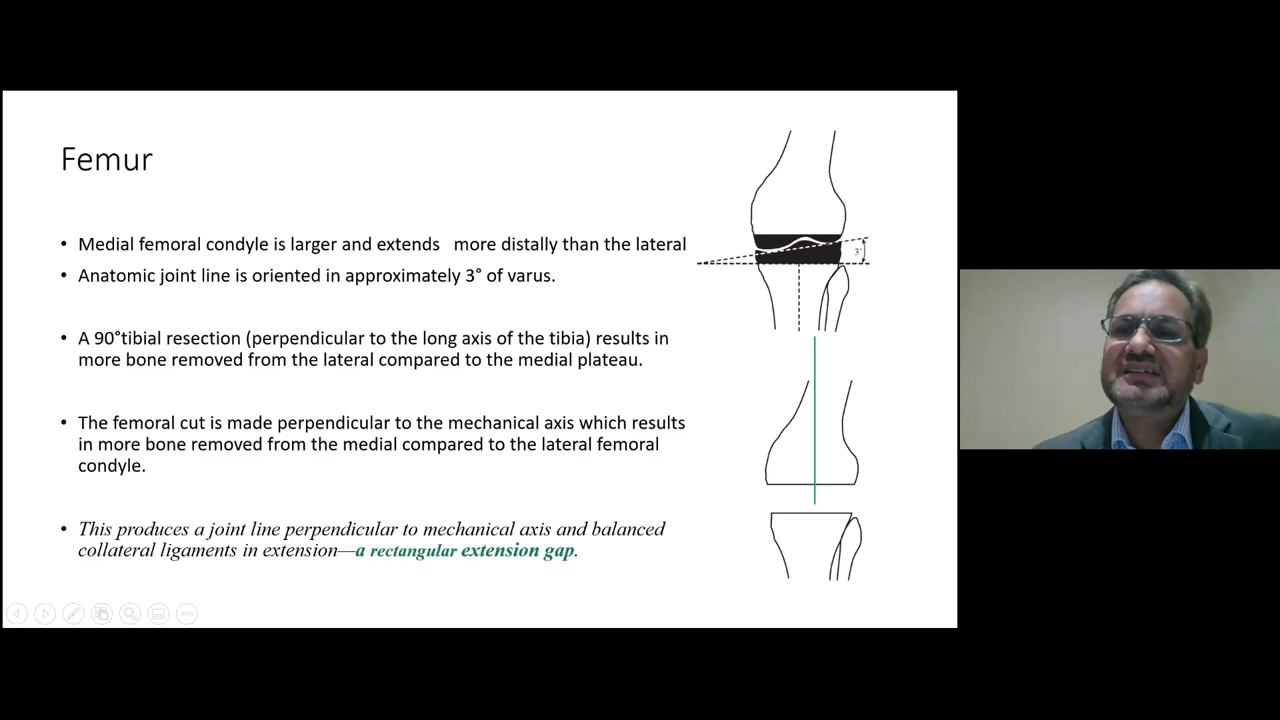 Femur
• Medial femoral condyle is larger and extends more distally than the lateral
• Anatomic joint line is oriented in approximately 3° of varus.
• A 90°tibial resection (perpendicular to the long axis of the tibia) results in
more bone removed from the lateral compared to the medial plateau.
• The femoral cut is made perpendicular to the mechanical axis which results
in more bone removed from the medial compared to the lateral femoral
condyle.
• This produces a joint line perpendicular to mechanical axis and balanced
collateral ligaments in extension—a rectangular extension gap.
3°